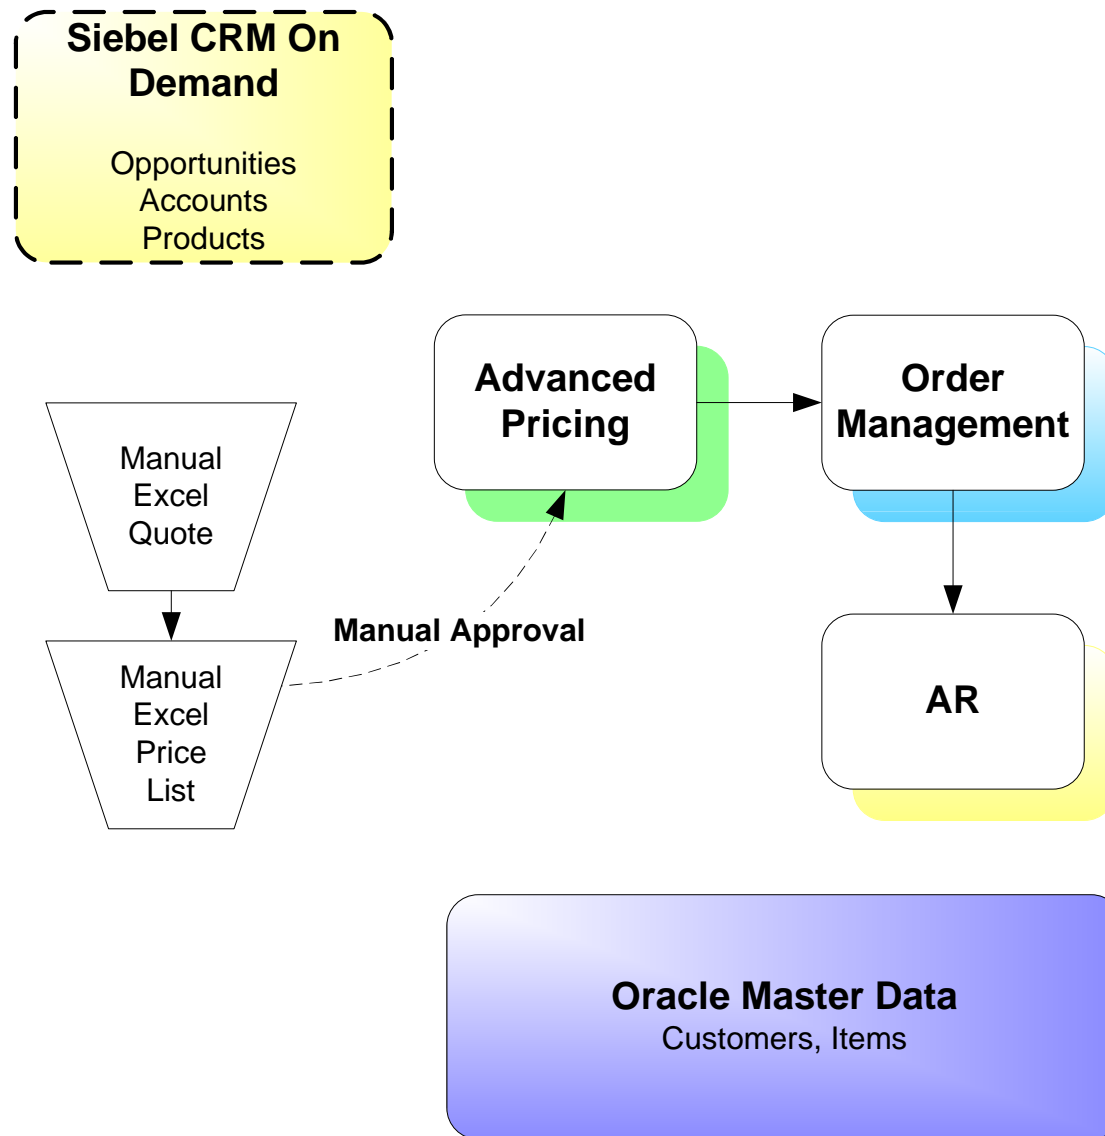 Siebel CRM On
Demand
Opportunities
Accounts
Products
Advanced
Pricing
Order
Management
Manual
Excel
Quote
Manual Approval
Manual
Excel
Price
List
AR
Oracle Master Data
Customers, Items